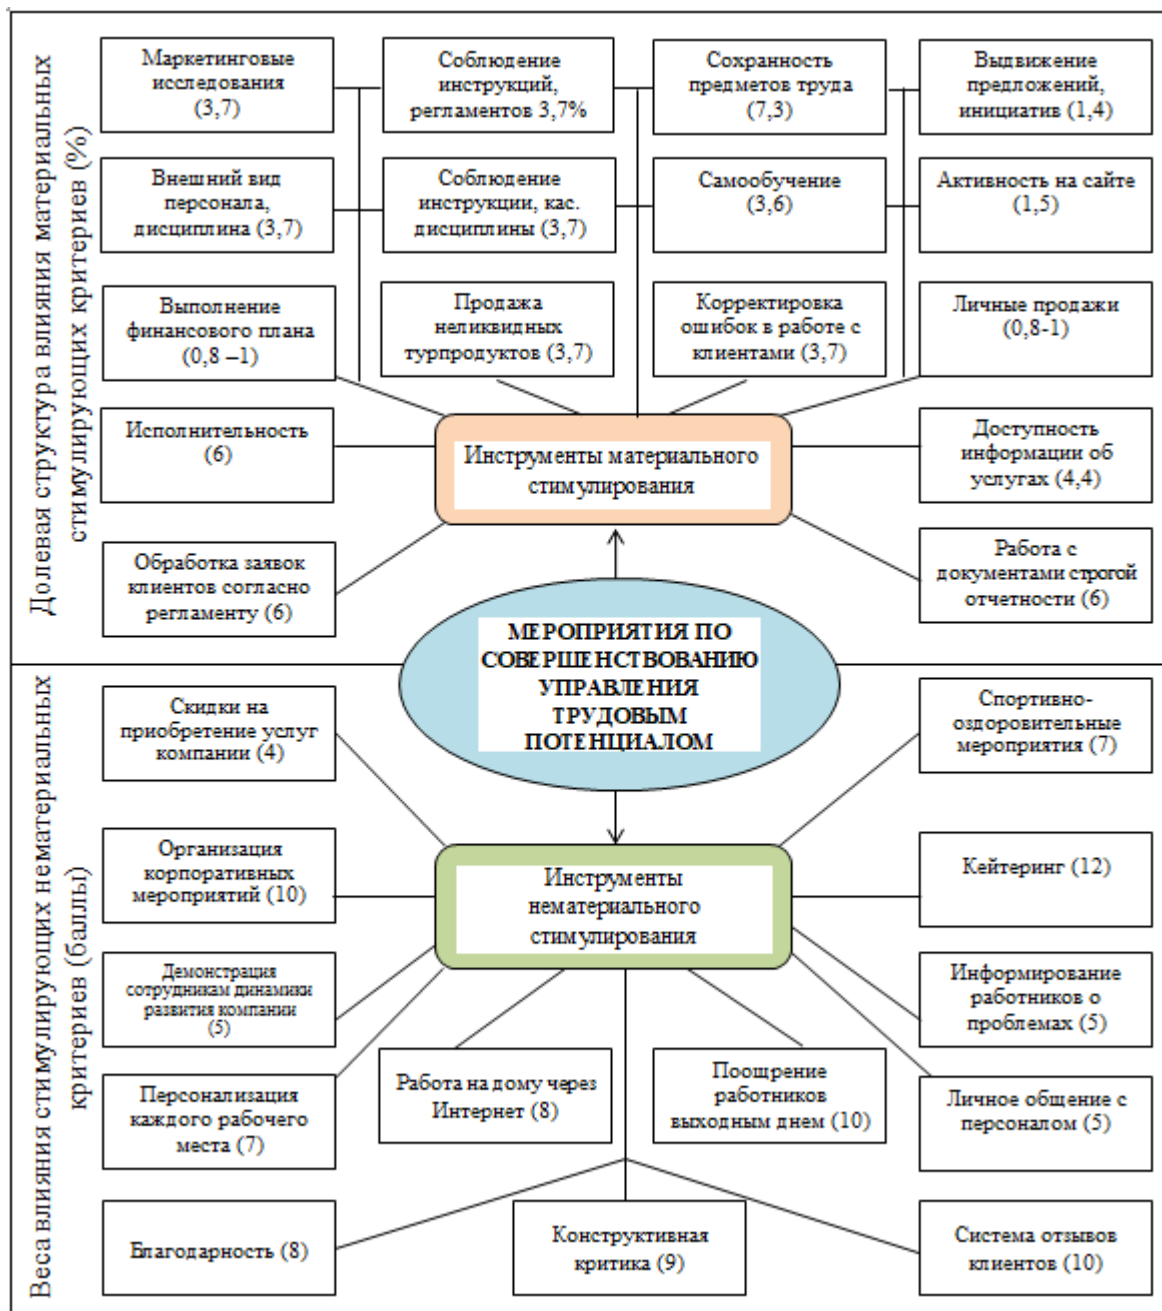 Долевая структура влияния материальных
стимулирующих критериев (%)
Маркетинговые
исследования
(3,7)
Соблюдение
инструкций,
регламентов 3,7%
Сохранность
предметов труда
(7,3)
Выдвижение
предложений,
инициатив (1,4)
Внешний вид
персонала,
дисциплина (3,7)
Соблюдение
инструкции, кас.
дисциплины (3,7)
Самообучение
(3,6)
Активность на сайте
(1,5)
Выполнение
финансового плана
(0,8 –1)
Продажа
неликвидных
турпродуктов (3,7)
Корректировка
ошибок в работе с
клиентами (3,7)
Личные продажи
(0,8-1)
Исполнительность
(6)
Инструменты материального
стимулирования
Доступность
информации об
услугах (4,4)
Обработка заявок
клиентов согласно
регламенту (6)
Работа с
документами строгой
отчетности (6)
МЕРОПРИЯТИЯ ПО
СОВЕРШЕНСТВОВАНИЮ
УПРАВЛЕНИЯ
ТРУДОВЫМ
ПОТЕНЦИАЛОМ
Веса влияния стимулирующих нематериальных
критериев (баллы)
Скидки на
приобретение услуг
компании (4)
Спортивно-
оздоровительные
мероприятия (7)
Организация
корпоративных
мероприятий (10)
Инструменты
нематериального
стимулирования
Кейтеринг (12)
Демонстрация
сотрудникам динамики
развития компании
(5)
Информирование
работников о
проблемах (5)
Персонализация
каждого рабочего
места (7)
Работа на дому через
Интернет (8)
Поощрение
работников
выходным днем (10)
Личное общение с
персоналом (5)
Благодарность (8)
Конструктивная
критика (9)
Система отзывов
клиентов (10)